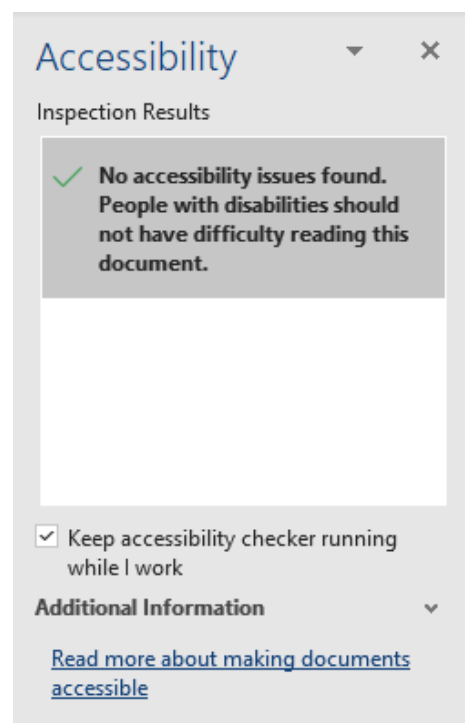 Accessibility
Inspection Results
No accessibility issues found.
People with disabilities should
not have difficulty reading this
document.
Keep accessibility checker running
while I work
Additional Information
Read more about making documents
accessible